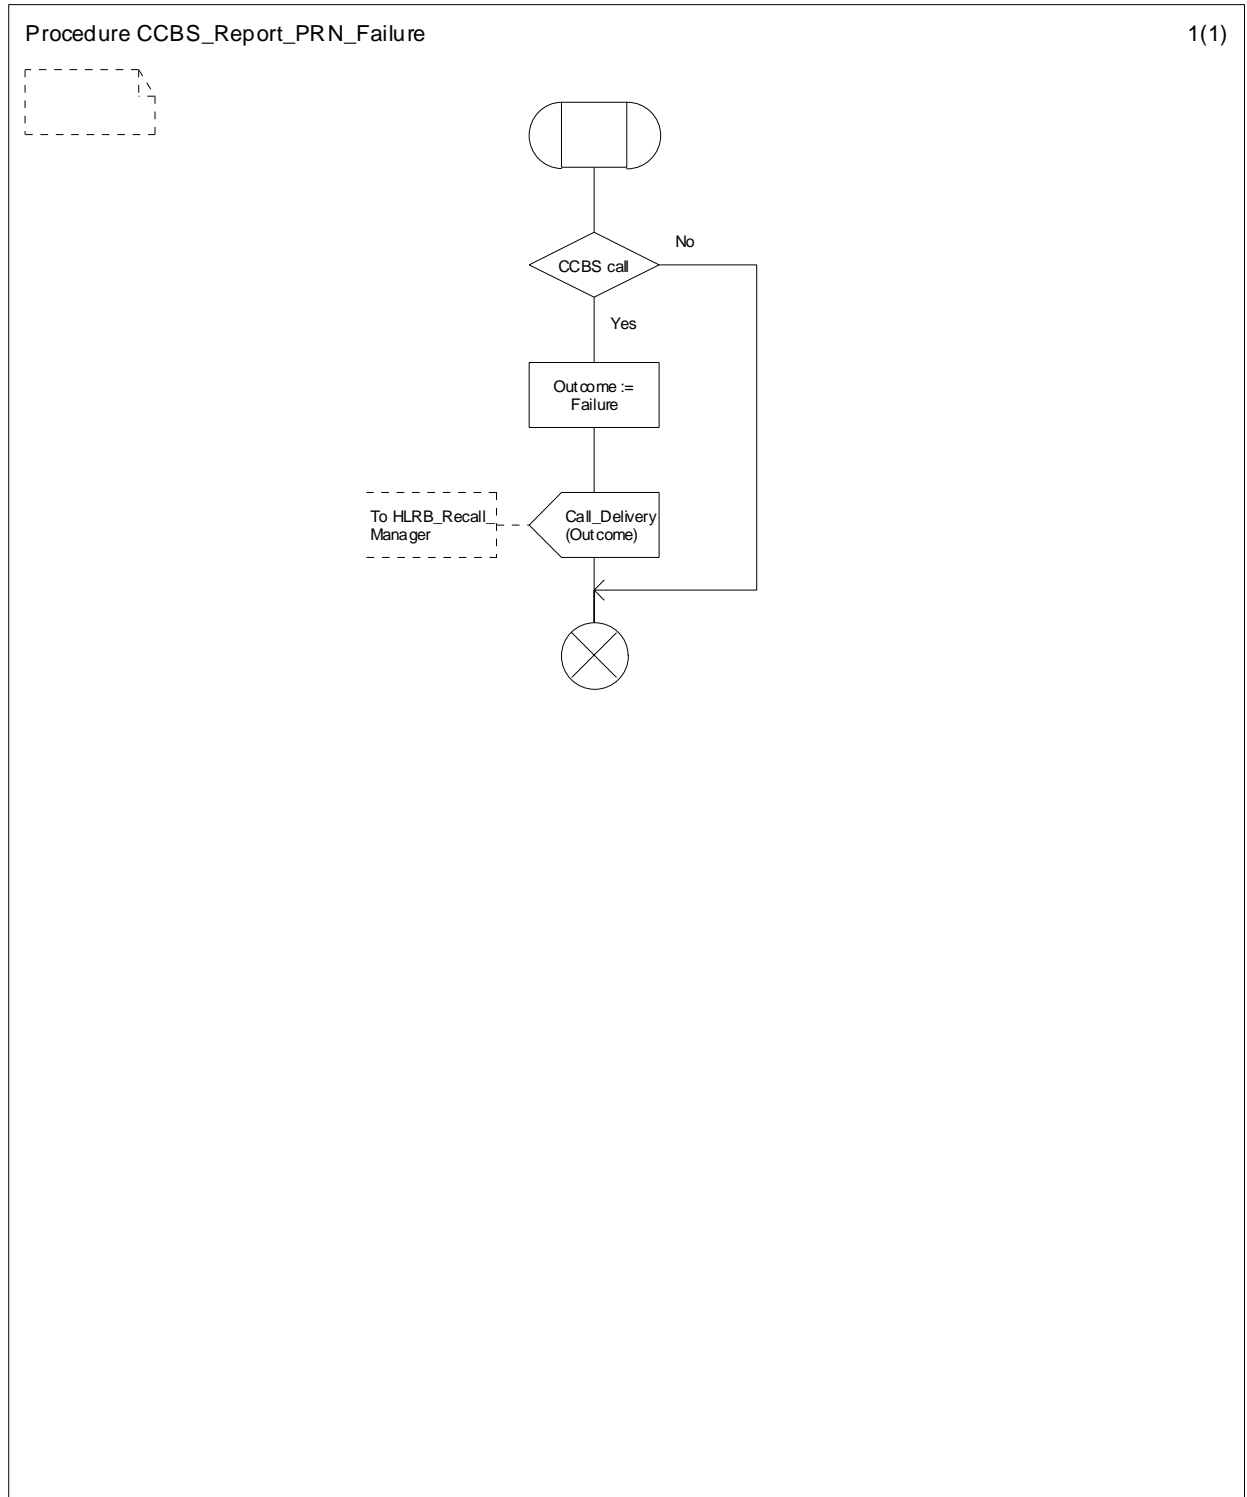 Procedure CCBS_Report_PRN_Failure
1(1)
No
CCBS call
Yes
Outcome :=
Failure
To HLRB_Recall_
Manager
Call_Delivery
(Outcome)